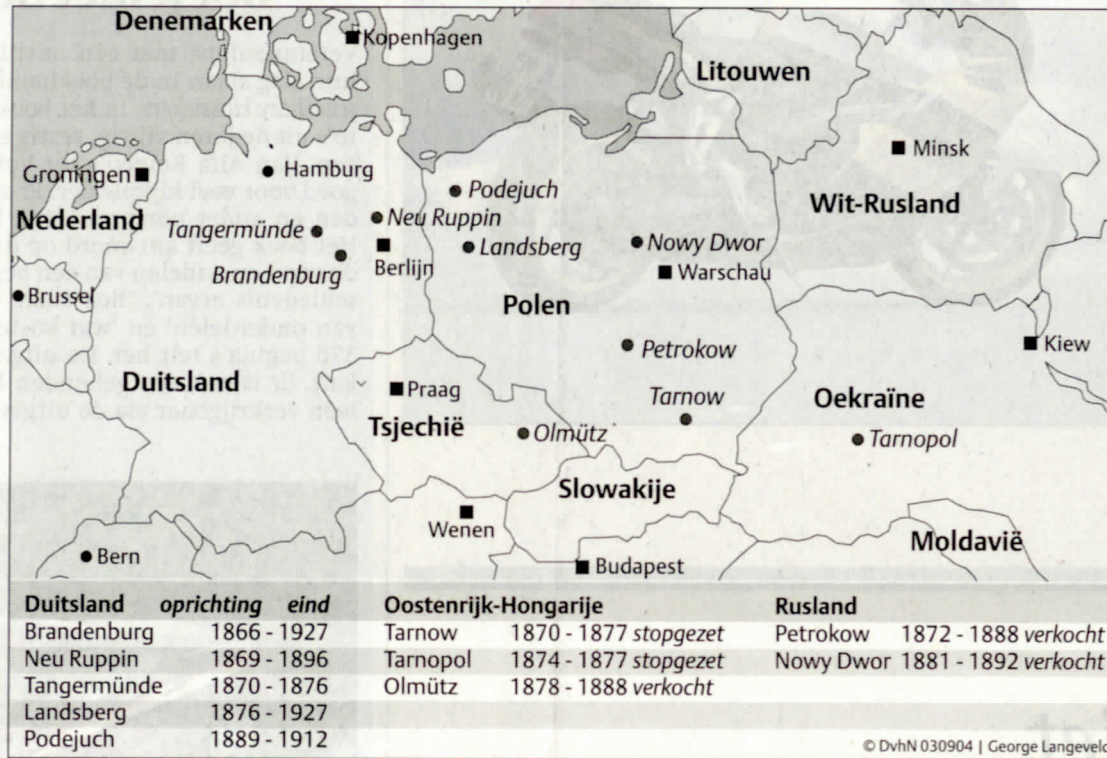 Denemarken
Kopenhagen
Litouwen
Minsk
Groningen
Hamburg
Podejuch
Nederland
Neu Ruppin
Wit-Rusland
Tangermünde
Landsberg
Nowy Dwor
Berlijn
Warschau
Brandenburg
Brussel
Polen
Petrokow
Kiew
Duitsland
Praag
Tarnow
Oekraïne
Tsjechië
Olmütz
Tarnopol
Slowakije
Wenen
Moldavië
Bern
Budapest
Duitsland oprichting eind
Brandenburg 1866 - 1927
Neu Ruppin 1869 - 1896
Tangermünde 1870 - 1876
Landsberg 1876 - 1927
Podejuch 1889 - 1912
Oostenrijk-Hongarije
Tarnow 1870 - 1877 stopgezet
Tarnopol 1874 - 1877 stopgezet
Olmütz 1878 - 1888 verkocht
Rusland
Petrokow 1872 - 1888 verkocht
Nowy Dwor 1881 - 1892 verkocht
© DvhN 030904 | George Langeveld